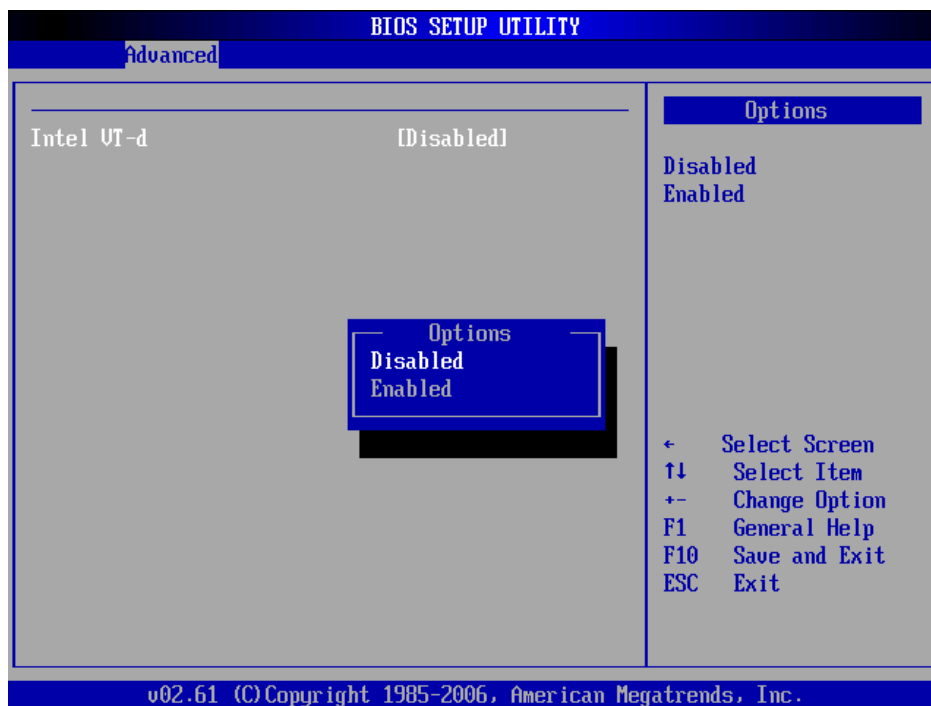 BIOS SETUP UTILITY
Advanced
Intel VT-d [Disabled]
Options
Disabled
Enabled
Options
Disabled
Enabled
← Select Screen
↑↓ Select Item
+- Change Option
F1 General Help
F10 Save and Exit
ESC Exit
v02.61 (C)Copyright 1985-2006, American Megatrends, Inc.